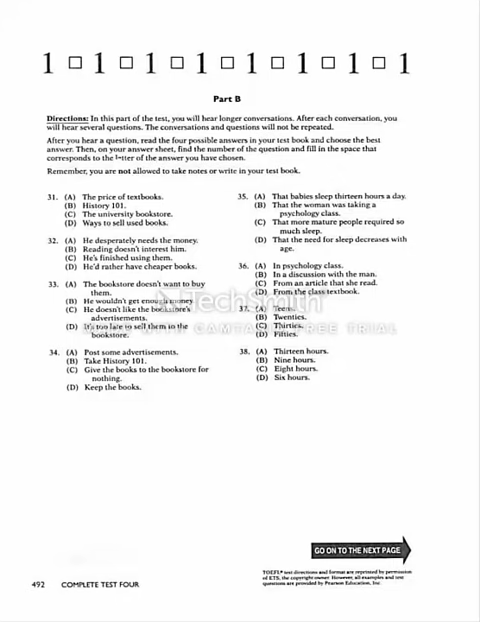 1 □ 1 □ 1 □ 1 □ 1 □ 1 □ 1 □ 1
Part B
Directions: In this part of the test, you will hear longer conversations. After each conversation, you
will hear several questions. The conversations and questions will not be repeated.
After you hear a question, read the four possible answers in your test book and choose the best
answer. Then, on your answer sheet, find the number of the question and fill in the space that
corresponds to the letter of the answer you have chosen.
Remember, you are not allowed to take notes or write in your test book.
31. (A) The price of textbooks.
(B) History 101.
(C) The university bookstore.
(D) Ways to sell used books.
32. (A) He desperately needs the money.
(B) Reading doesn't interest him.
(C) He's finished using them.
(D) He'd rather have cheaper books.
33. (A) The bookstore doesn't want to buy
them.
(B) He wouldn't get enough money.
(C) He doesn't like the bookstore's
advertisements.
(D) It's too late to sell them to the
bookstore.
34. (A) Post some advertisements.
(B) Take History 101.
(C) Give the books to the bookstore for
nothing.
(D) Keep the books.
35. (A) That babies sleep thirteen hours a day.
(B) That the woman was taking a
psychology class.
(C) That more mature people required so
much sleep.
(D) That the need for sleep decreases with
age.
36. (A) In psychology class.
(B) In a discussion with the man.
(C) From an article that she read.
(D) From the class textbook.
37. (A) Teens.
(B) Twenties.
(C) Thirties.
(D) Fifties.
38. (A) Thirteen hours.
(B) Nine hours.
(C) Eight hours.
(D) Six hours.
TechSmith
MADE WITH CAMTASIA FREE TRIAL
GO ON TO THE NEXT PAGE
TOEFL® test directions and format are reprinted by permission
of ETS, the copyright owner. However, all examples and test
questions are provided by Pearson Education, Inc.
492 COMPLETE TEST FOUR